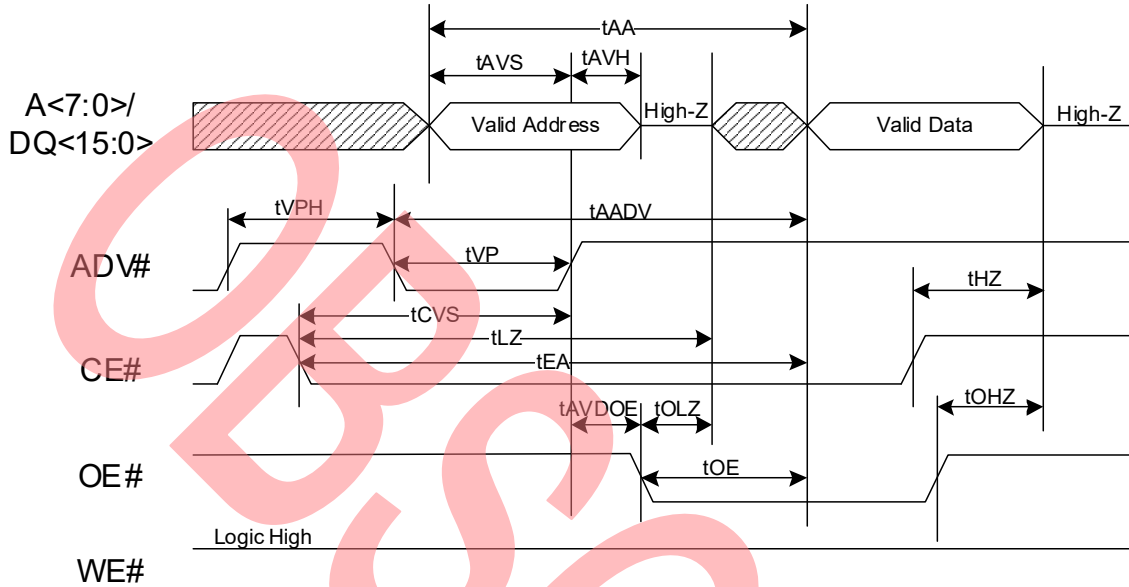 tAA
tAVS
tAVH
A<7:0>/
DQ<15:0>
Valid Address
High-Z
Valid Data
High-Z
tVPH
tAADV
ADV#
tVP
tHZ
tCVS
tLZ
CE#
tEA
tAVDOE
tOLZ
tOHZ
OE#
tOE
Logic High
WE#